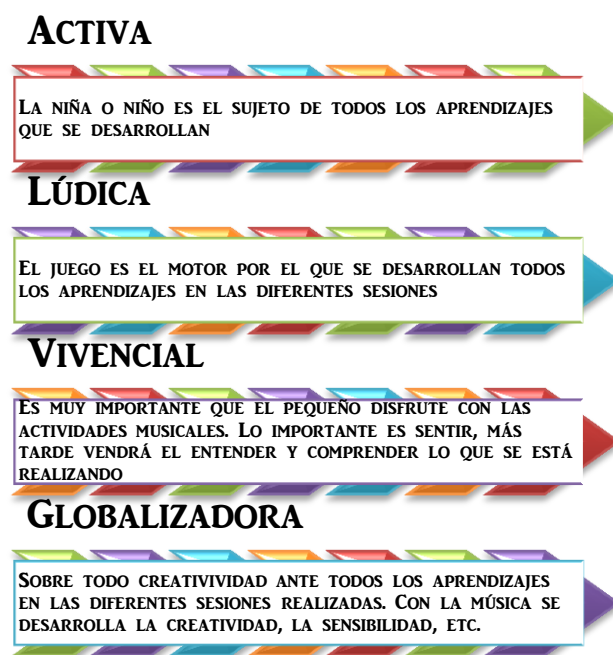 Activa
La niña o niño es el sujeto de todos los aprendizajes
que se desarrollan
Lúdica
El juego es el motor por el que se desarrollan todos
los aprendizajes en las diferentes sesiones
Vivencial
Es muy importante que el pequeño disfrute con las
actividades musicales. Lo importante es sentir, más
tarde vendrá el entender y comprender lo que se está
realizando
Globalizadora
Sobre todo creativividad ante todos los aprendizajes
en las diferentes sesiones realizadas. Con la música se
desarrolla la creatividad, la sensibilidad, etc.